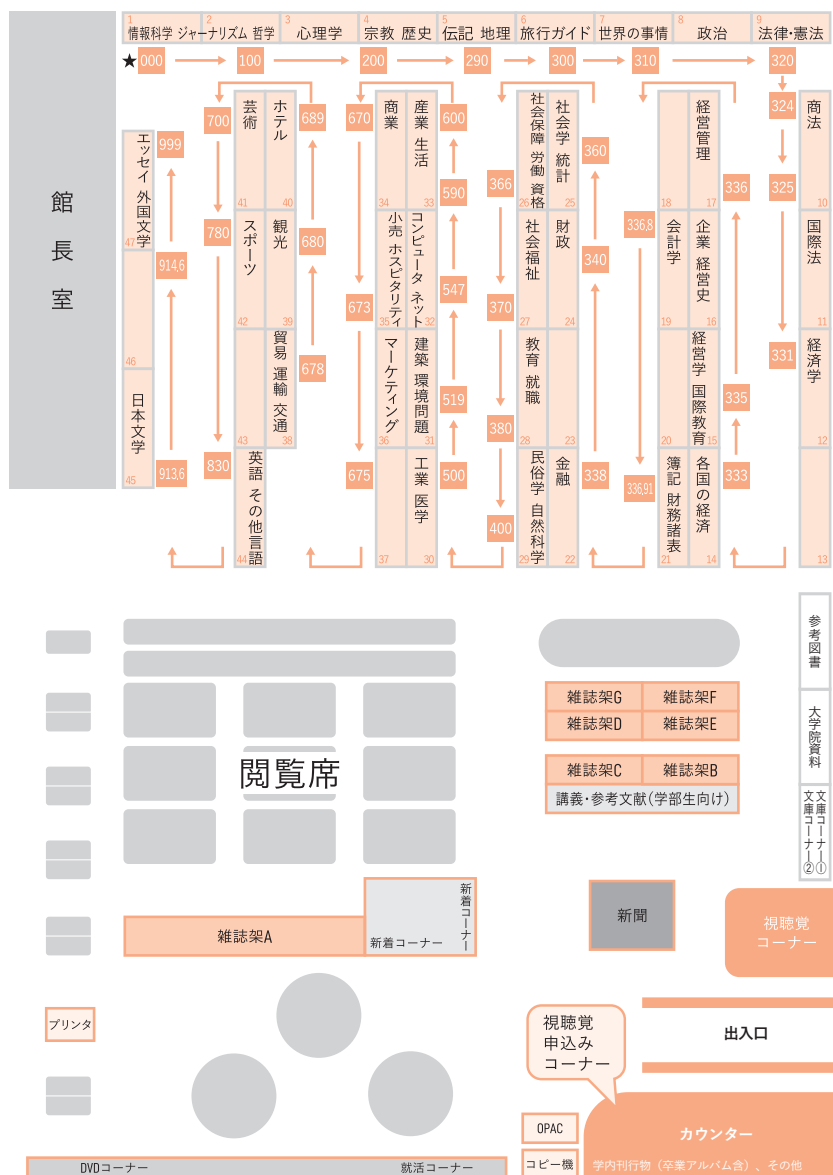 1 2 3 4 5 6 7 8 9
情報科学 ジャーナリズム 哲学 心理学 宗教 歴史 伝記 地理 旅行ガイド 世界の事情 政治 法律・憲法
★000 100 200 290 300 310 320
324
325
331
商法
10
国際法
11
経済学
12
13
333
335
336
各国の経済
14
経営学 国際教育
15
企業 経営史
16
経営管理
17
336,8
336,91
18
会計学
19
20
簿記 財務諸表
21
338
340
360
金融
22
23
財政
24
社会学 統計
25
366
370
380
400
社会保障 労働 資格
26
社会福祉
27
教育 就職
28
民俗学 自然科学
29
500
519
547
590
600
工業 医学
30
建築 環境問題
31
コンピュータ ネット
32
産業 生活
33
670
673
675
商業
34
小売 ホスピタリティ
35
マーケティング
36
37
678
680
689
貿易 運輸 交通
38
観光
39
ホテル
40
700
780
830
芸術
41
スポーツ
42
43
英語 その他言語
44
913,6
914,6
999
日本文学
45
46
エッセイ 外国文学
47
館長室
参考図書
大学院資料
文庫コーナー①
文庫コーナー②
雑誌架G 雑誌架F
雑誌架D 雑誌架E
雑誌架C 雑誌架B
講義・参考文献(学部生向け)
閲覧席
新着コーナー
新着コーナー
雑誌架A
新聞
視聴覚
コーナー
プリンタ
出入口
視聴覚
申込み
コーナー
OPAC
コピー機
カウンター
学内刊行物(卒業アルバム含)、その他
DVDコーナー
就活コーナー